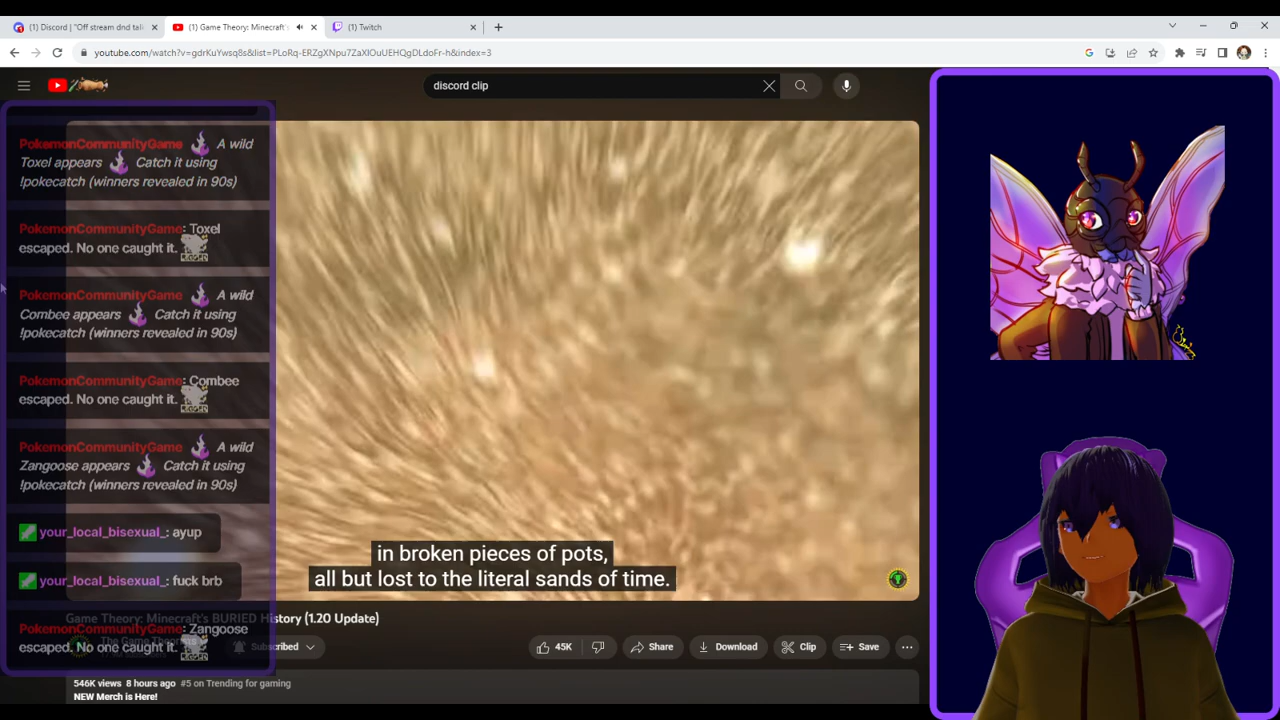 (1) Discord | "Off stream dnd tal
(1) Game Theory: Minecraft's
(1) Twitch
youtube.com/watch?v=gdrKuYwsq8s&list=PLoRq-ERZgXNpu7ZaXIOuUEHQgDLdoFr-h&index=3
discord clip
PokemonCommunityGame A wild
Toxel appears Catch it using
!pokecatch (winners revealed in 90s)
PokemonCommunityGame: Toxel
escaped. No one caught it.
PokemonCommunityGame A wild
Combee appears Catch it using
!pokecatch (winners revealed in 90s)
PokemonCommunityGame: Combee
escaped. No one caught it.
PokemonCommunityGame A wild
Zangoose appears Catch it using
!pokecatch (winners revealed in 90s)
your_local_bisexual_: ayup
your_local_bisexual_: fuck brb
PokemonCommunityGame: Zangoose
escaped. No one caught it.
in broken pieces of pots,
all but lost to the literal sands of time.
Game Theory: Minecraft's BURIED History (1.20 Update)
The Game Theorists
Subscribed
45K
Share
Download
Clip
Save
546K views 8 hours ago #5 on Trending for gaming
NEW Merch is Here!